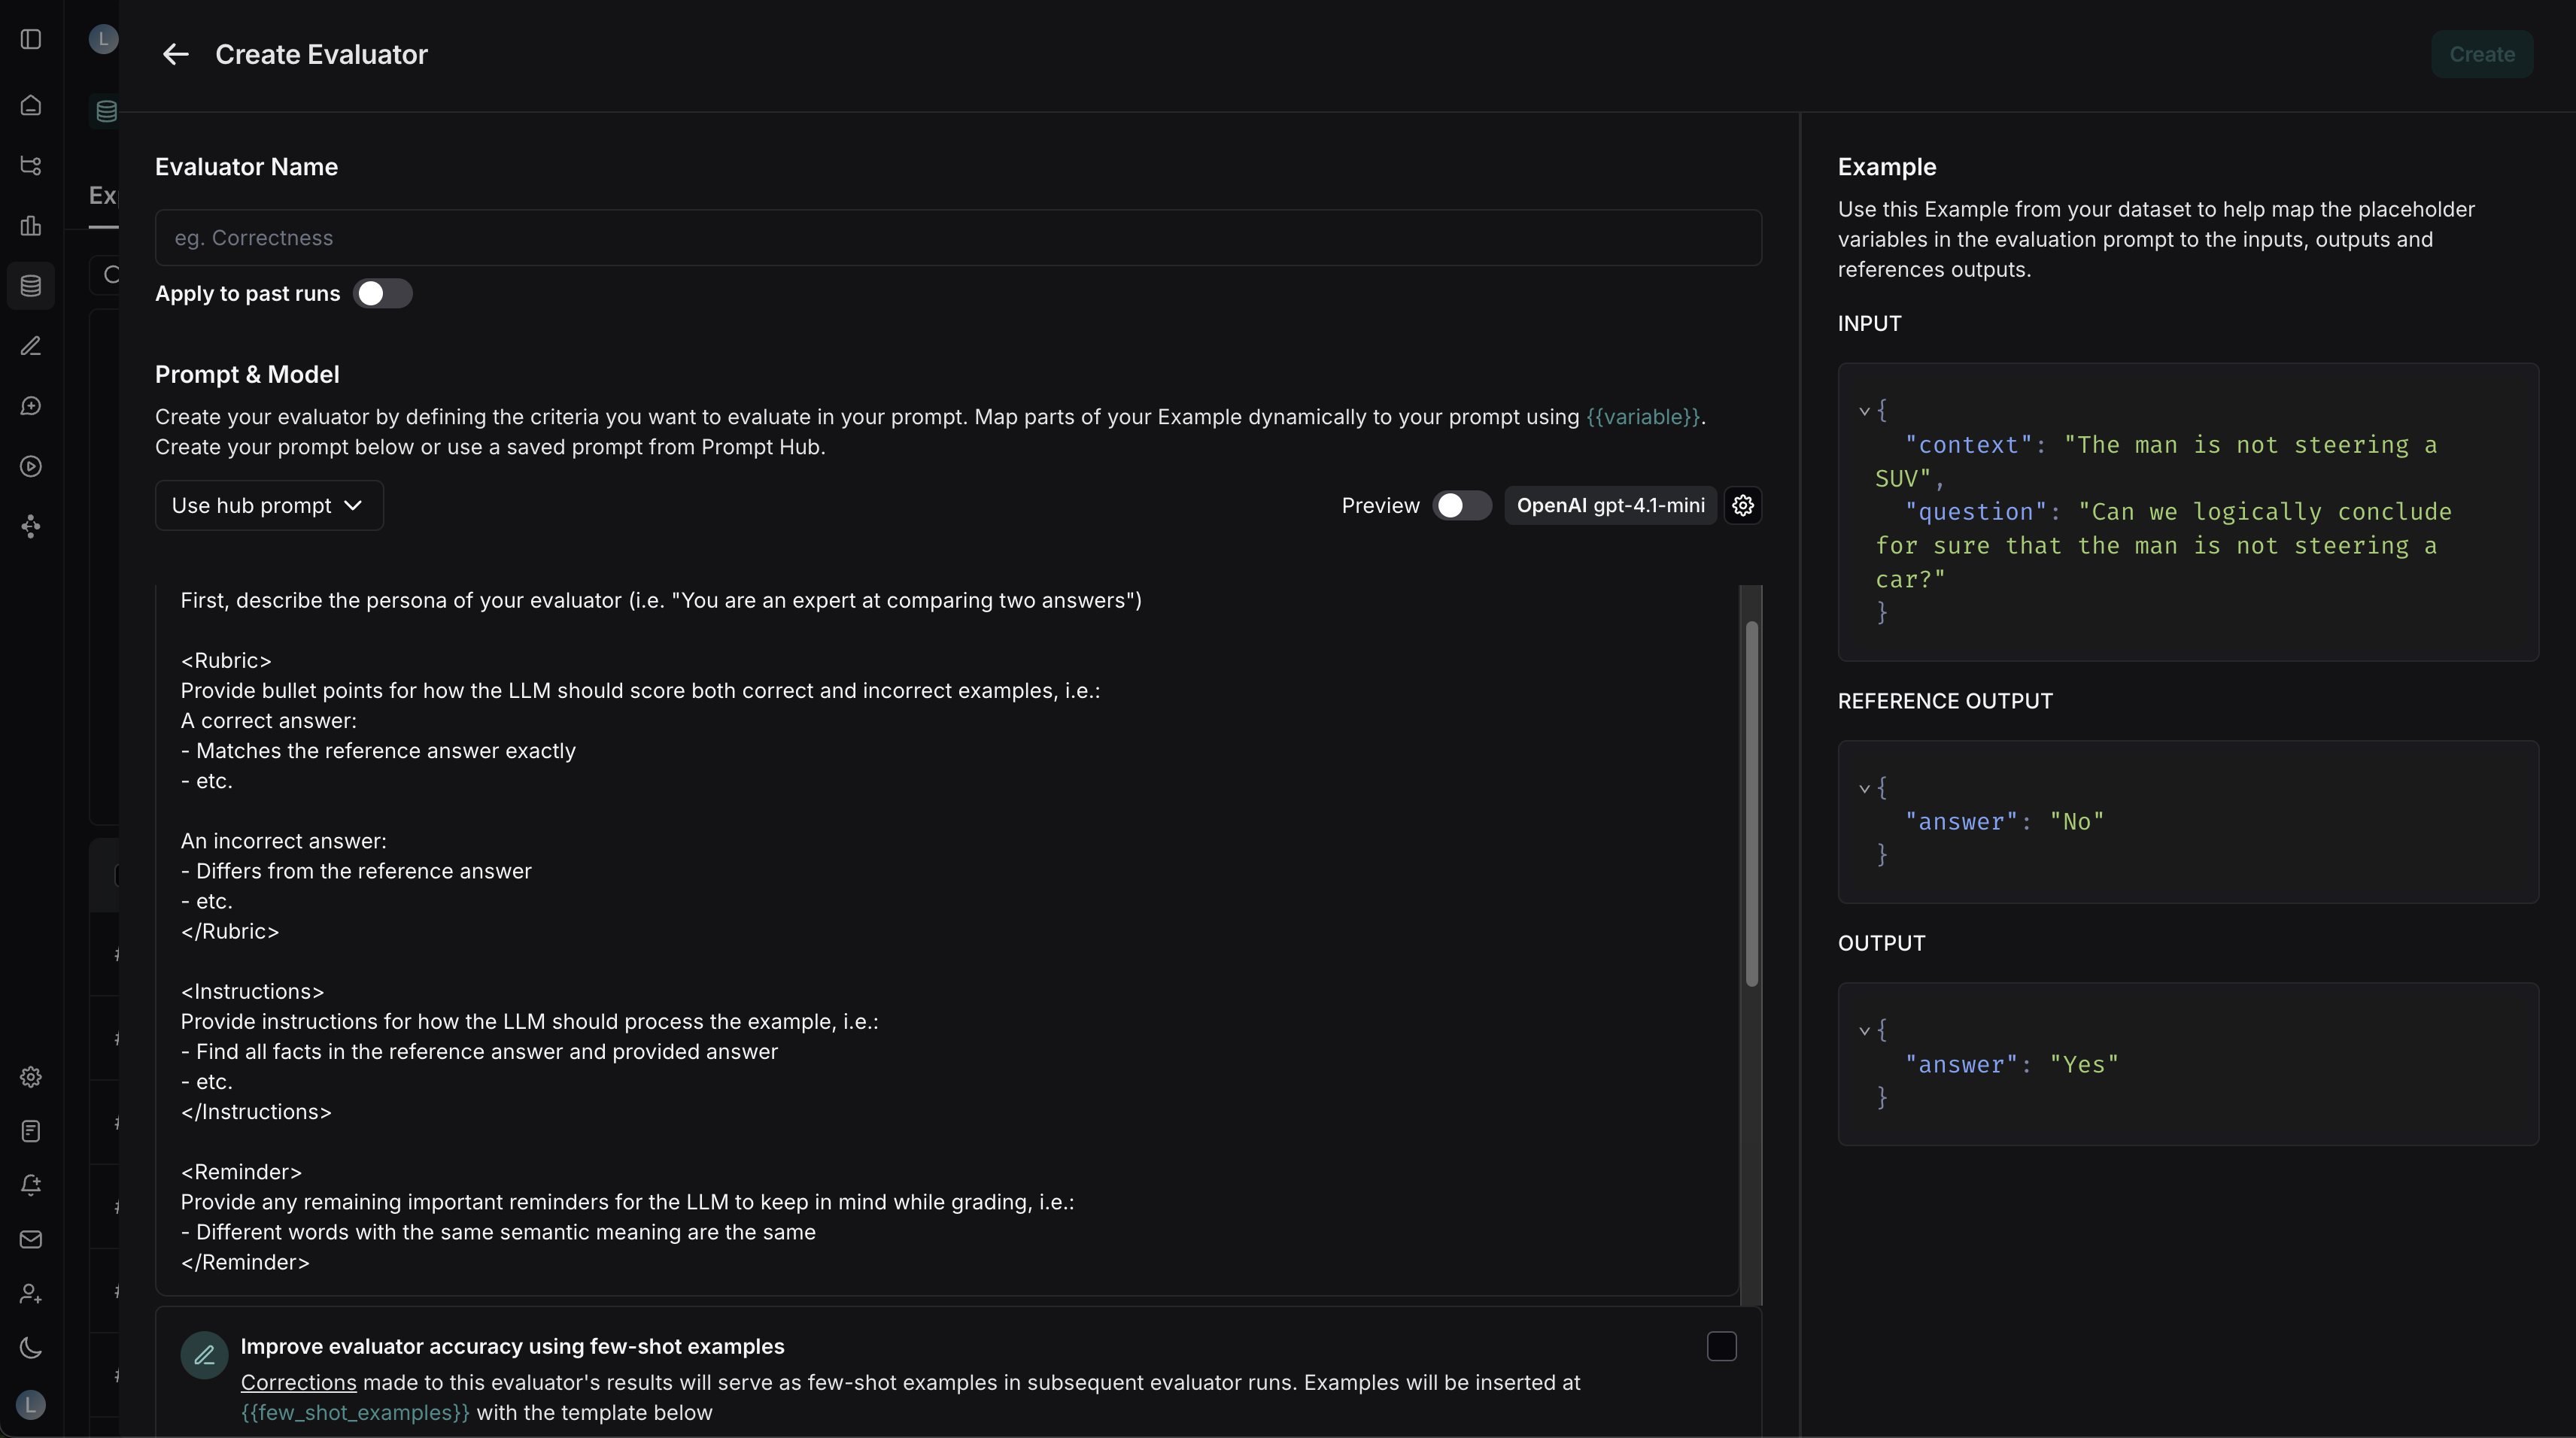 L
Create Evaluator
Create
Ex
Evaluator Name
eg. Correctness
Apply to past runs
Prompt & Model
Create your evaluator by defining the criteria you want to evaluate in your prompt. Map parts of your Example dynamically to your prompt using {{variable}}.
Create your prompt below or use a saved prompt from Prompt Hub.
Use hub prompt
Preview
OpenAI gpt-4.1-mini
First, describe the persona of your evaluator (i.e. "You are an expert at comparing two answers")
<Rubric>
Provide bullet points for how the LLM should score both correct and incorrect examples, i.e.:
A correct answer:
- Matches the reference answer exactly
- etc.
An incorrect answer:
- Differs from the reference answer
- etc.
</Rubric>
<Instructions>
Provide instructions for how the LLM should process the example, i.e.:
- Find all facts in the reference answer and provided answer
- etc.
</Instructions>
<Reminder>
Provide any remaining important reminders for the LLM to keep in mind while grading, i.e.:
- Different words with the same semantic meaning are the same
</Reminder>
Improve evaluator accuracy using few-shot examples
Corrections made to this evaluator's results will serve as few-shot examples in subsequent evaluator runs. Examples will be inserted at
{{few_shot_examples}} with the template below
L
Example
Use this Example from your dataset to help map the placeholder
variables in the evaluation prompt to the inputs, outputs and
references outputs.
INPUT
{
"context": "The man is not steering a
SUV",
"question": "Can we logically conclude
for sure that the man is not steering a
car?"
}
REFERENCE OUTPUT
{
"answer": "No"
}
OUTPUT
{
"answer": "Yes"
}